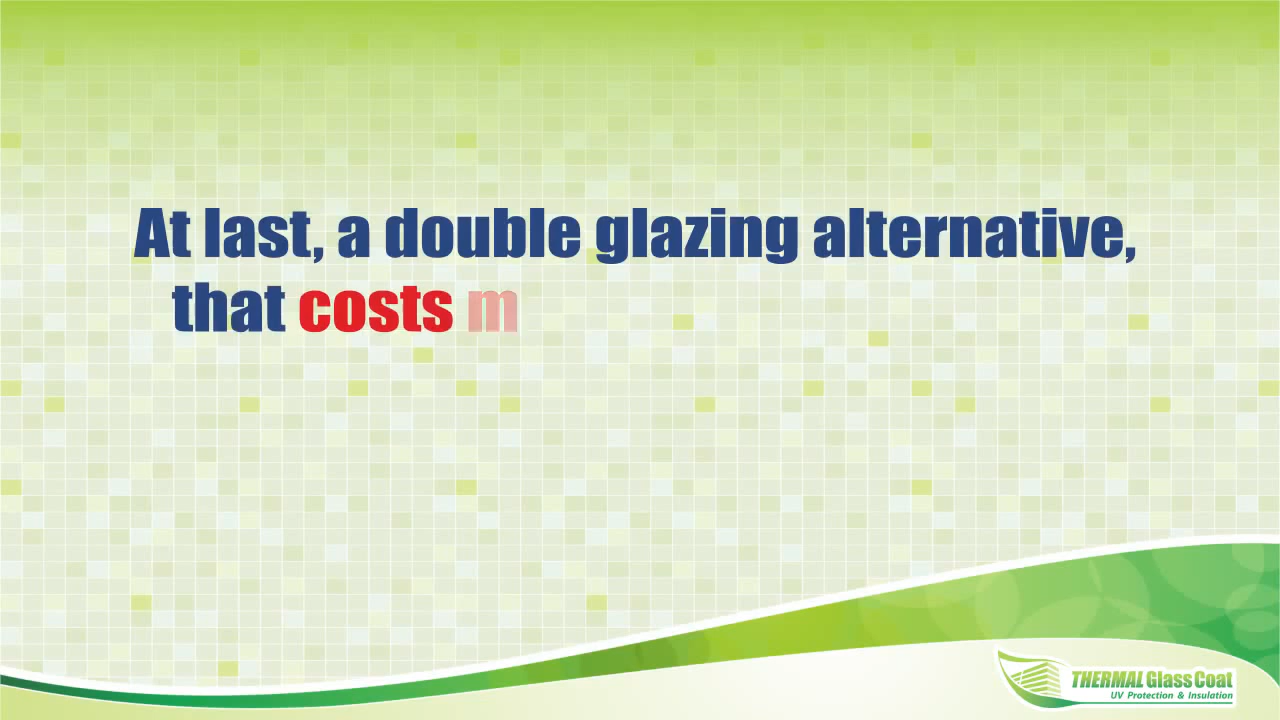 At last, a double glazing alternative,
that costs m
THERMAL Glass Coat
UV Protection & Insulation